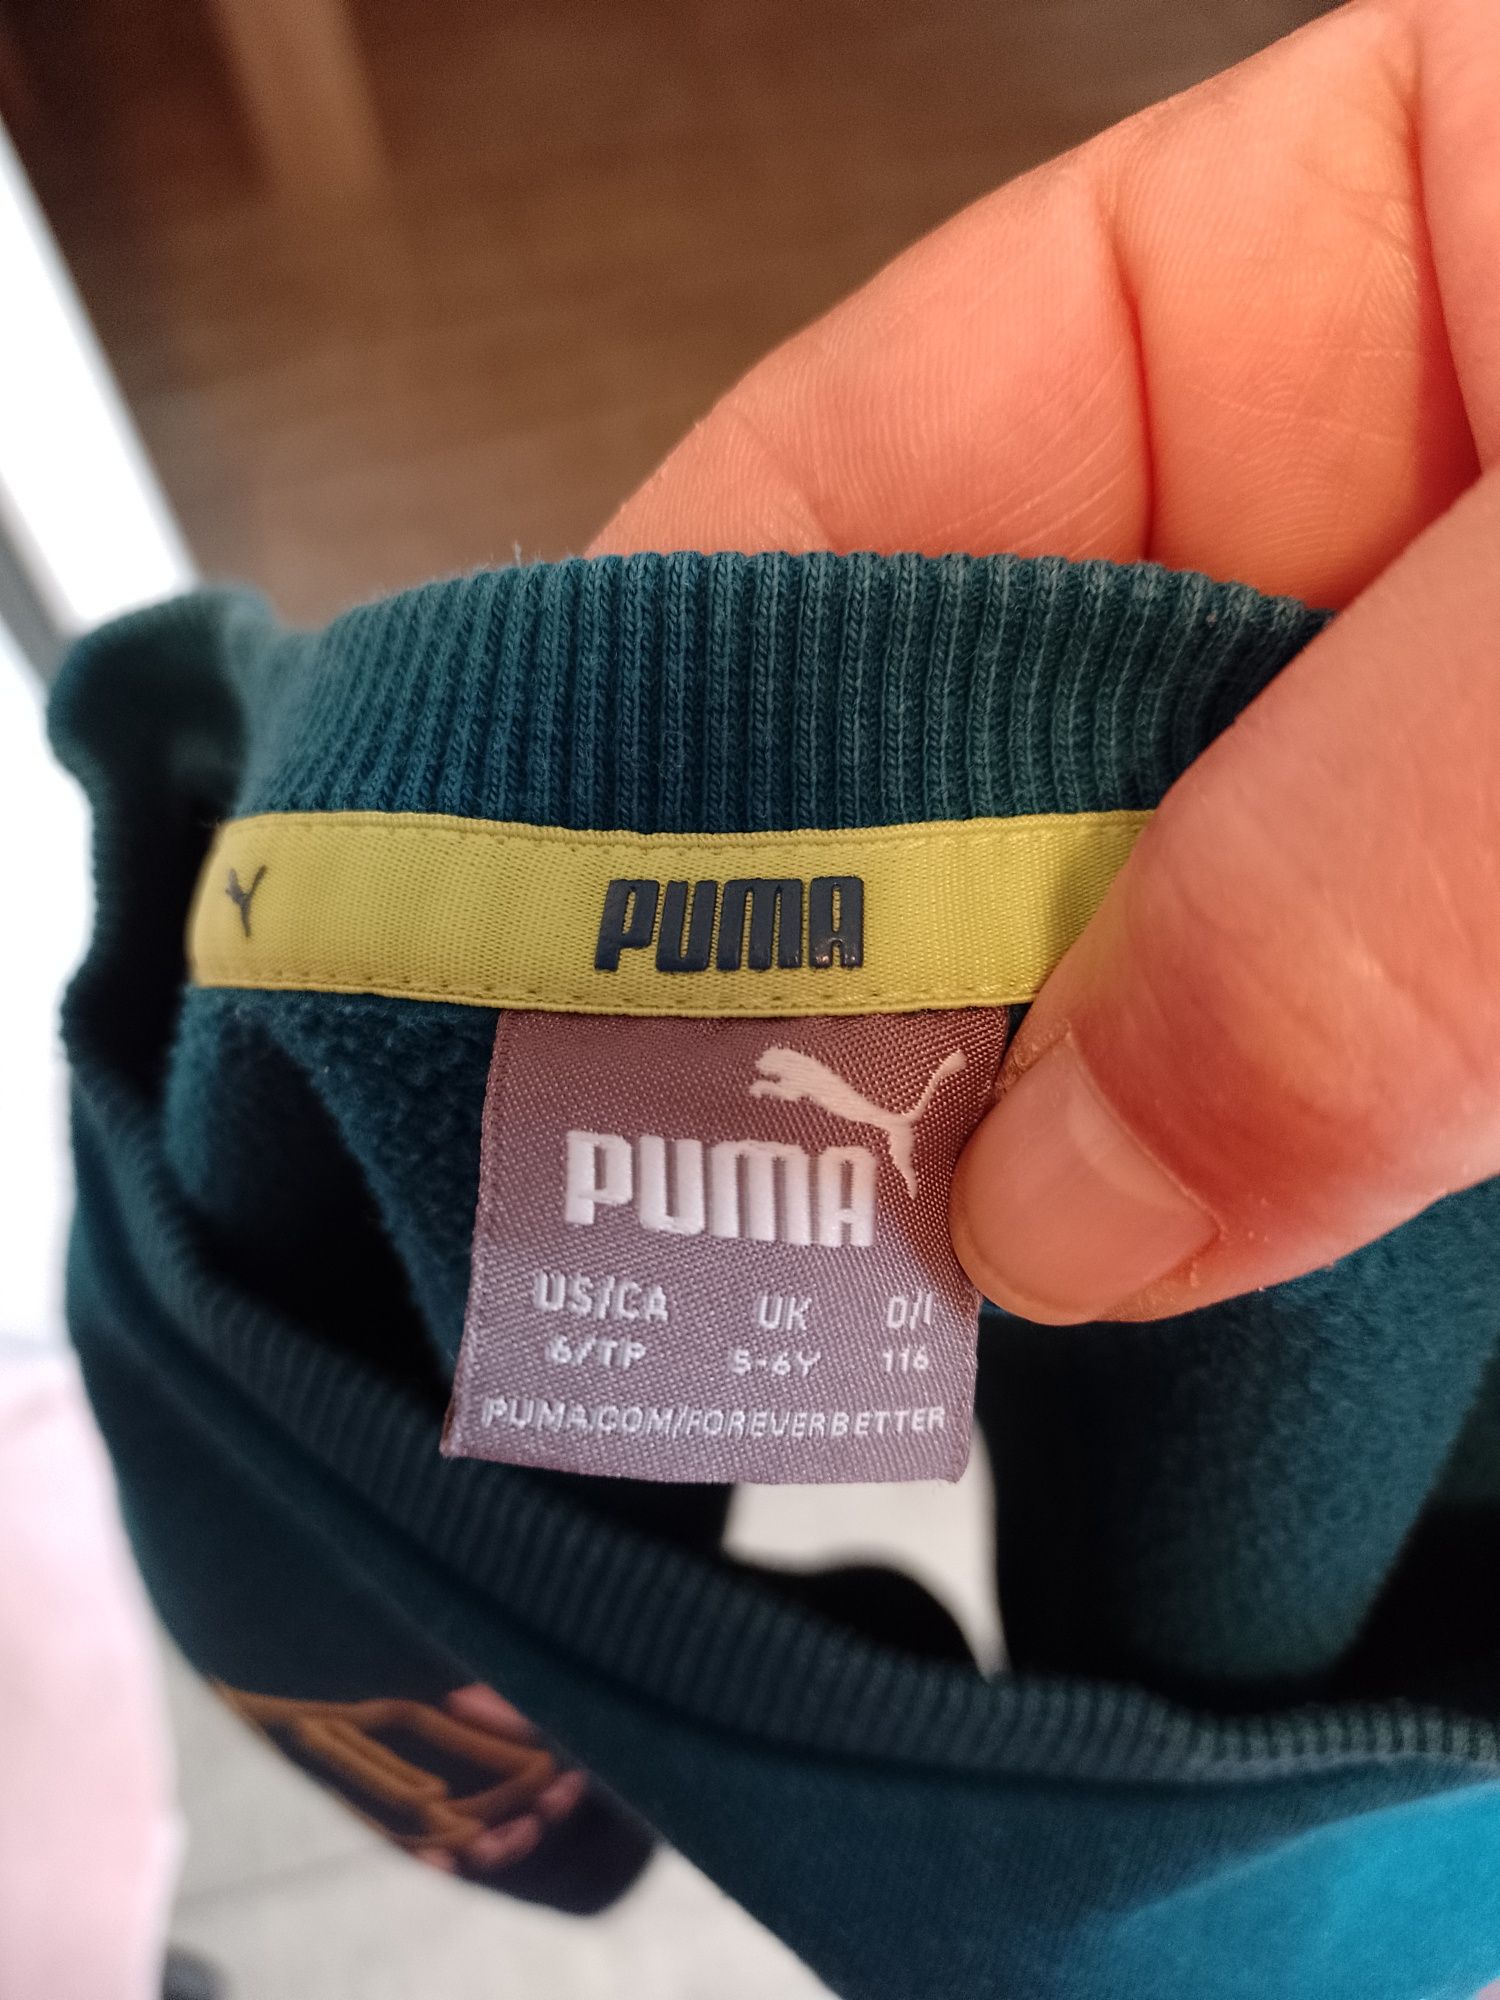 PUMA
PUMA
US/CA UK D/I
6/TP 5-6Y 116
PUMA.COM/FOREVERBETTER